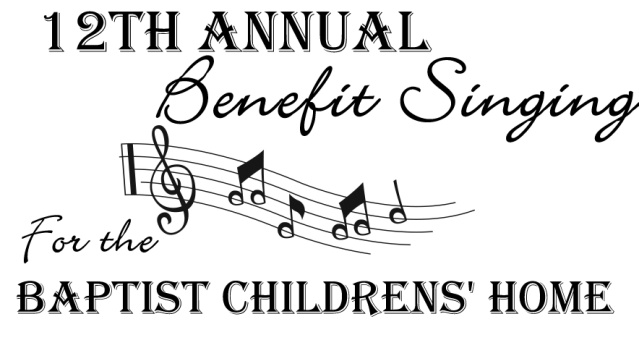 12TH ANNUAL
Benefit Singing
For the
BAPTIST CHILDRENS' HOME